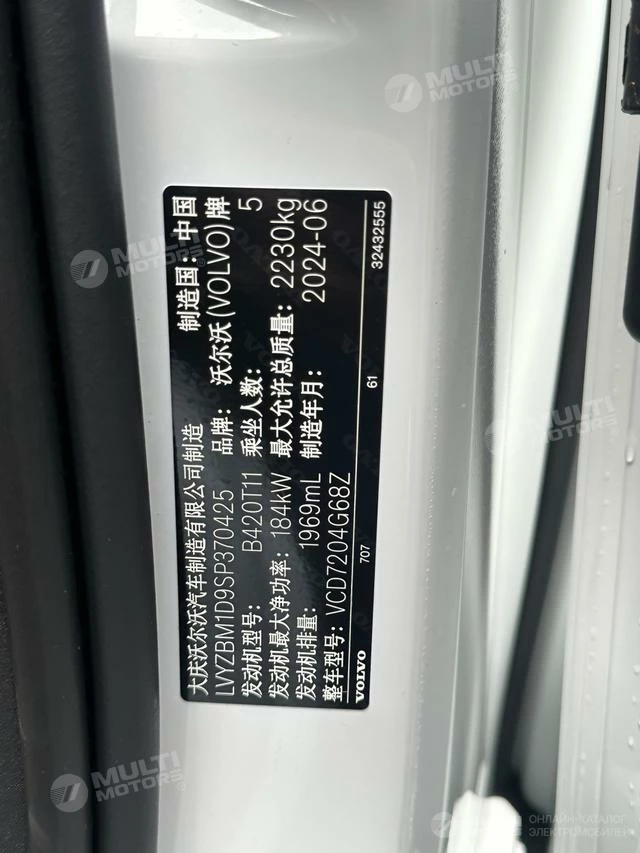 大庆沃尔沃汽车制造有限公司制造 制造国：中国
LVYZBM1D9SP370425 品牌：沃尔沃(VOLVO)牌
发动机型号： B420T11 乘坐人数： 5
发动机最大净功率：184kW 最大允许总质量：2230kg
发动机排量： 1969mL 制造年月： 2024-06
整车型号： VCD7204G68Z
VOLVO 707 61 32432555
MULTI MOTORS
MULTI MOTORS
MULTI MOTORS
MULTI MOTORS
ОНЛАЙН-КАТАЛОГ
ЭЛЕКТРОМОБИЛЕЙ